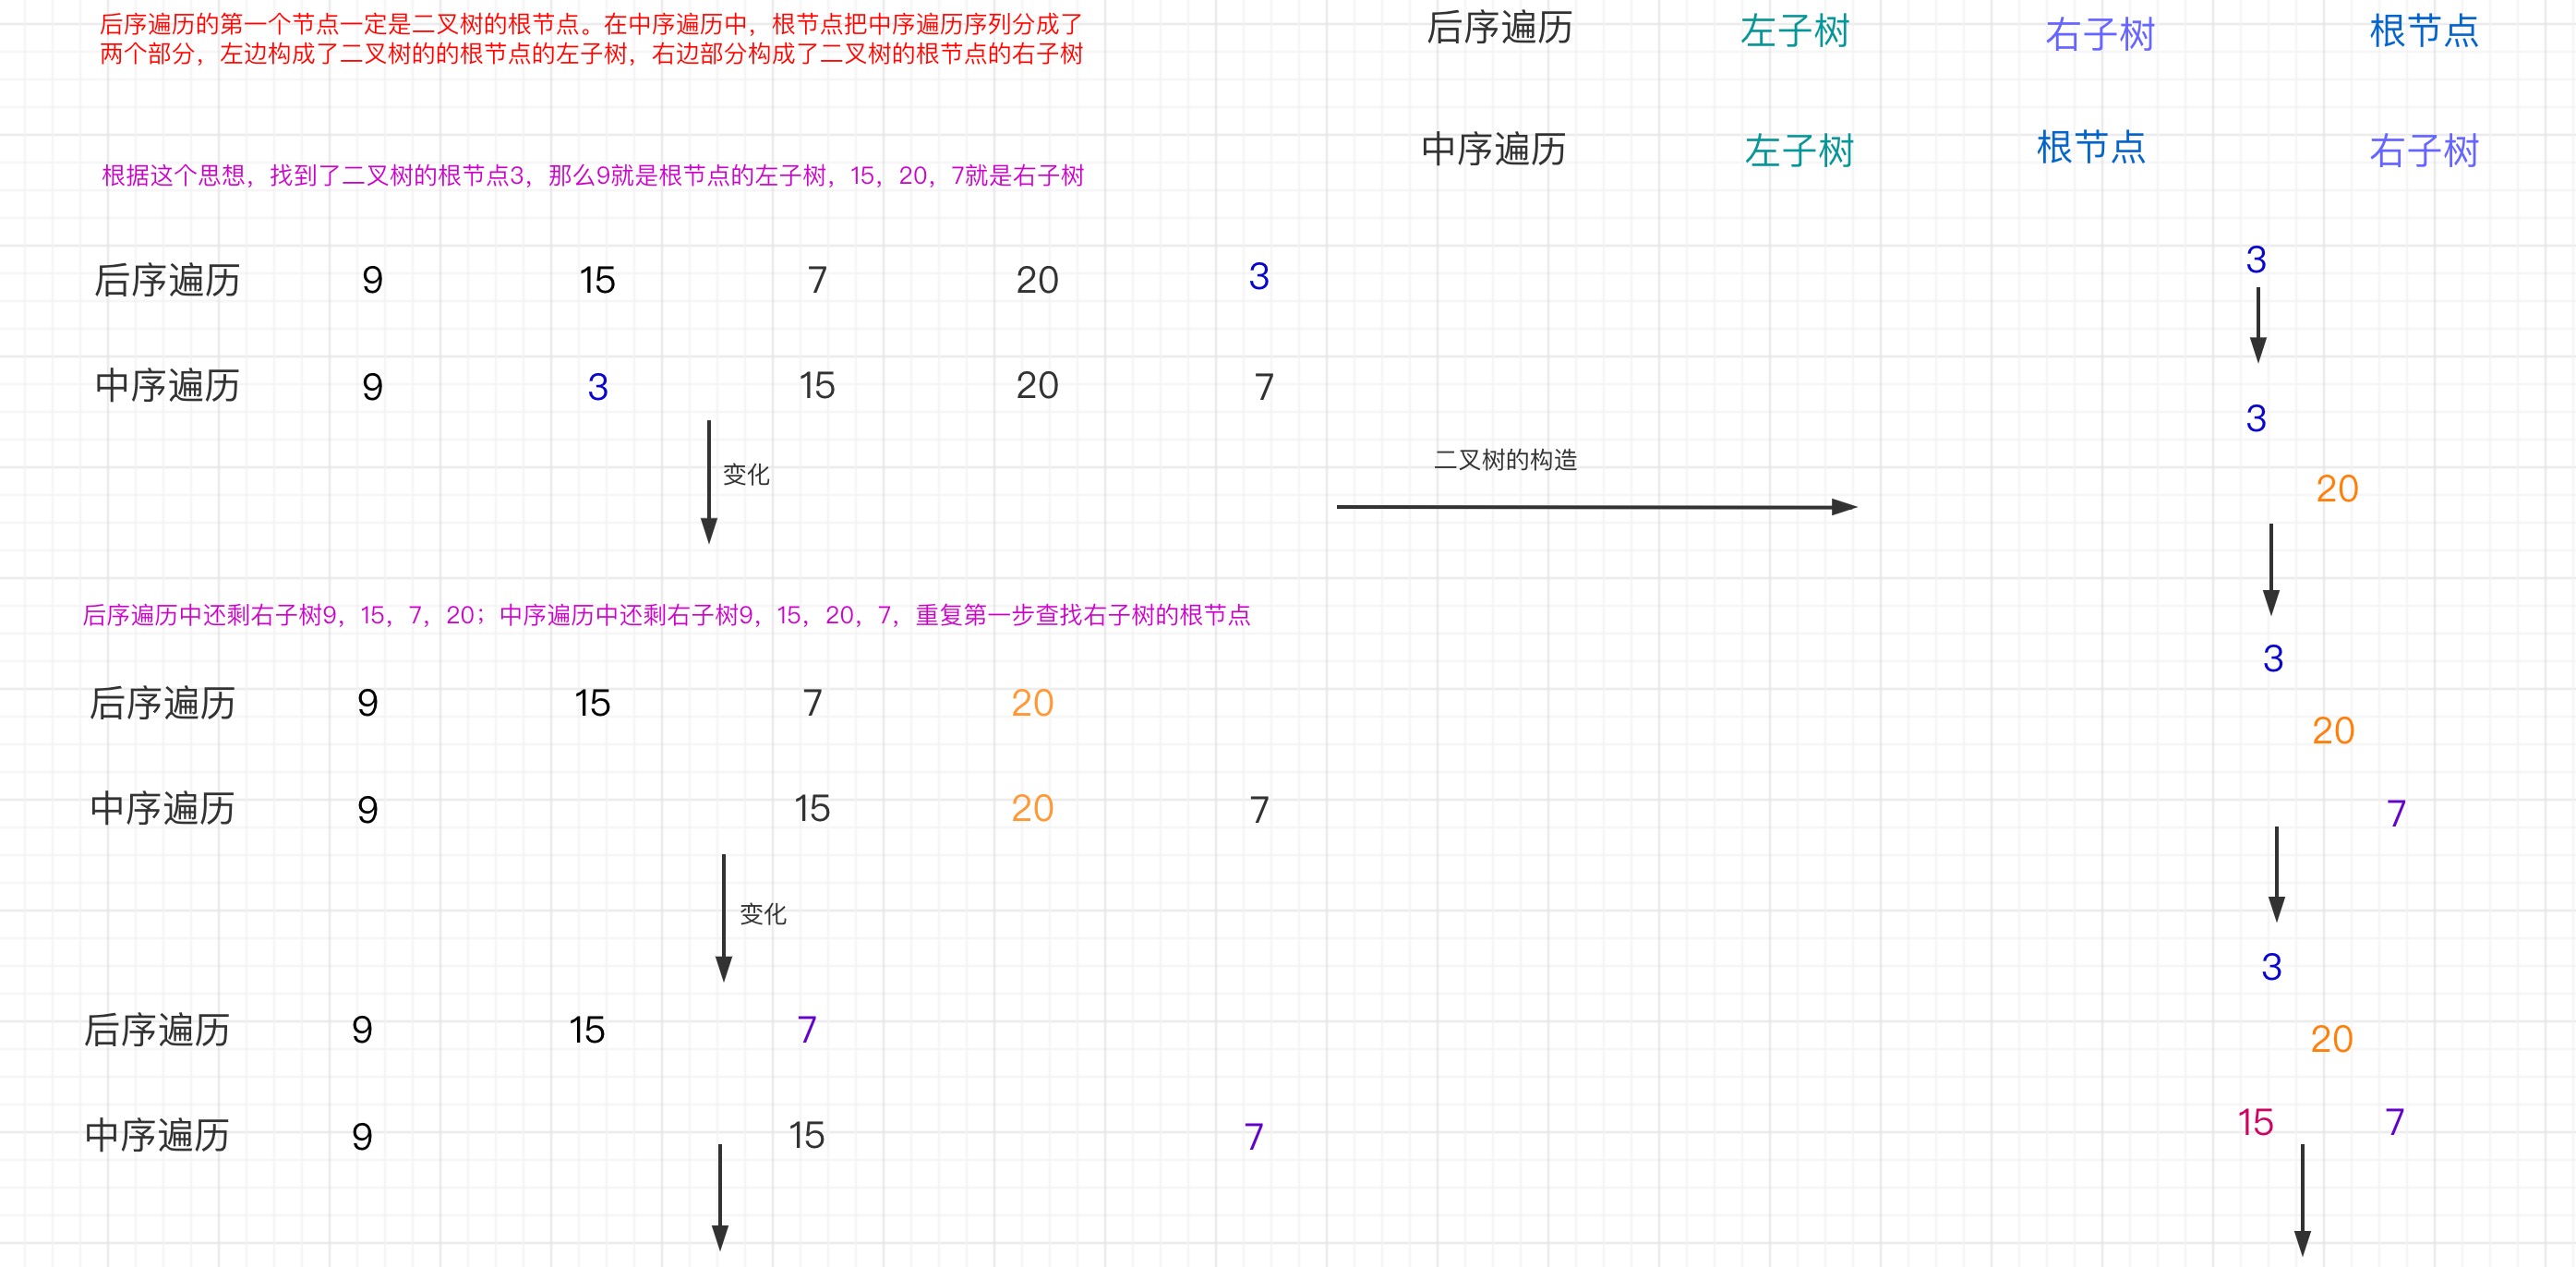 后序遍历的第一个节点一定是二叉树的根节点。在中序遍历中，根节点把中序遍历序列分成了
两个部分，左边构成了二叉树的的根节点的左子树，右边部分构成了二叉树的根节点的右子树
后序遍历 左子树 右子树 根节点
中序遍历 左子树 根节点 右子树
根据这个思想，找到了二叉树的根节点3，那么9就是根节点的左子树，15，20，7就是右子树
后序遍历 9 15 7 20 3
中序遍历 9 3 15 20 7
变化
二叉树的构造
3
3
20
后序遍历中还剩右子树9，15，7，20；中序遍历中还剩右子树9，15，20，7，重复第一步查找右子树的根节点
后序遍历 9 15 7 20
中序遍历 9 15 20 7
3
20
7
变化
后序遍历 9 15 7
中序遍历 9 15 7
3
20
15 7